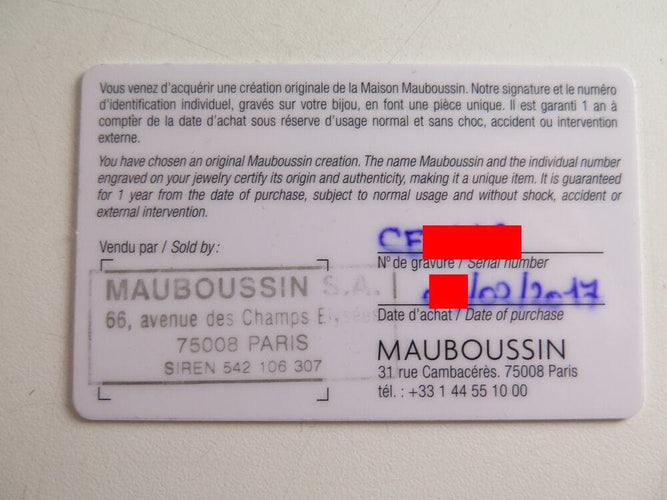 Vous venez d'acquérir une création originale de la Maison Mauboussin. Notre signature et le numéro
d'identification individuel, gravés sur votre bijou, en font une pièce unique. Il est garanti 1 an à
compter de la date d'achat sous réserve d'usage normal et sans choc, accident ou intervention
externe.
You have chosen an original Mauboussin creation. The name Mauboussin and the individual number
engraved on your jewelry certify its origin and authenticity, making it a unique item. It is guaranteed
for 1 year from the date of purchase, subject to normal usage and without shock, accident or
external intervention.
Vendu par / Sold by :
MAUBOUSSIN S.A.
66, avenue des Champs Elysées
75008 PARIS
SIREN 542 106 307
CE
N° de gravure / Serial number
/02/2017
Date d'achat / Date of purchase
MAUBOUSSIN
31 rue Cambacérès. 75008 Paris
tél. : +33 1 44 55 10 00